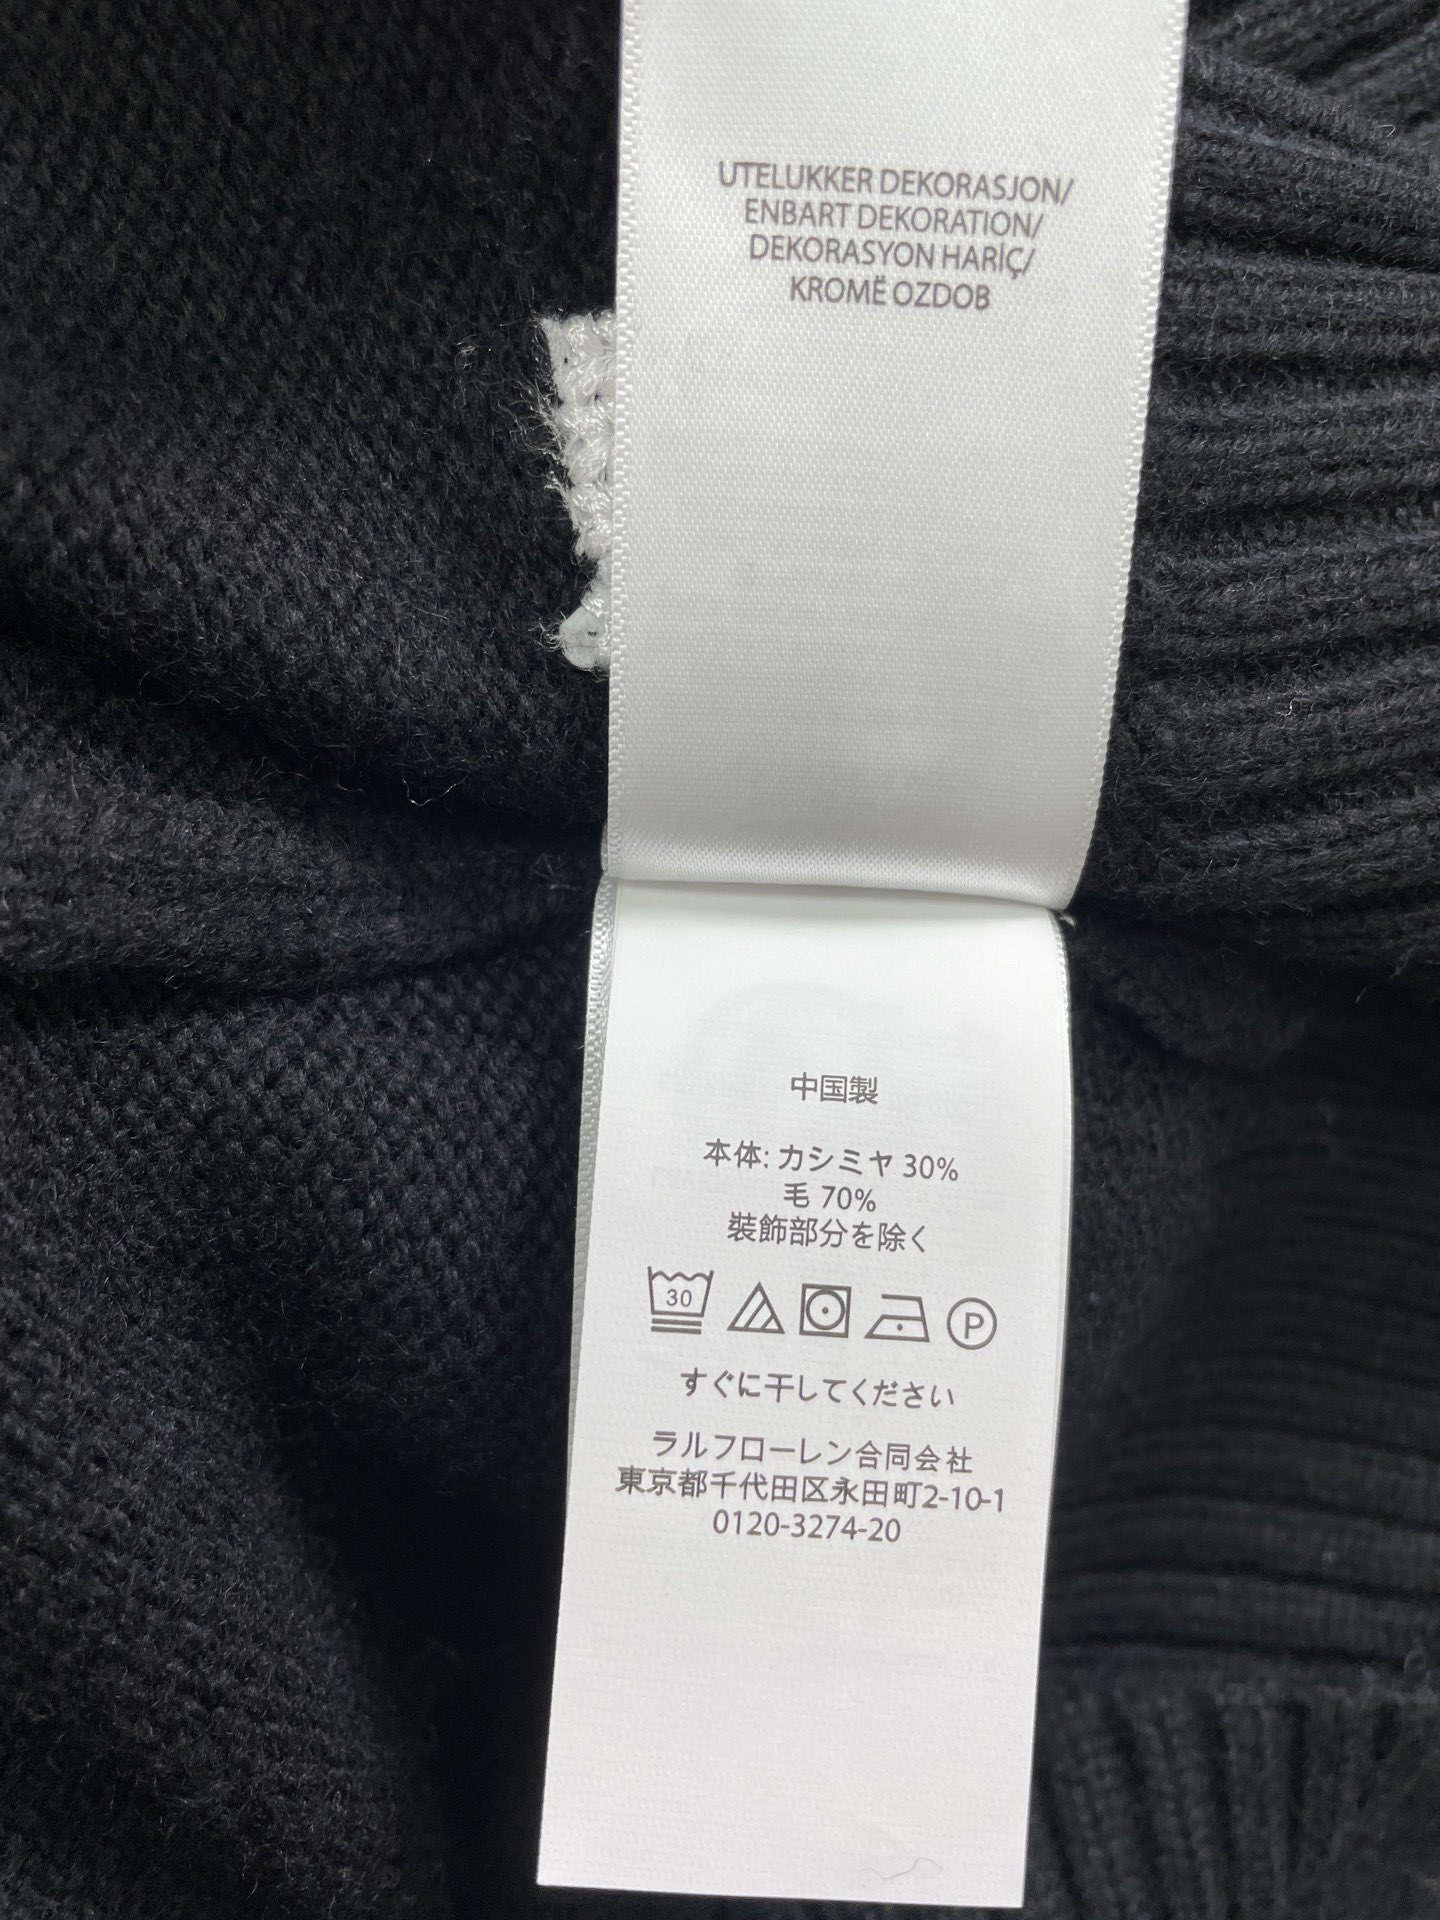 UTELUKKER DEKORASJON/
ENBART DEKORATION/
DEKORASYON HARİÇ/
KROMĚ OZDOB
中国製
本体: カシミヤ 30%
毛 70%
装飾部分を除く
30 P
すぐに干してください
ラルフローレン合同会社
東京都千代田区永田町2-10-1
0120-3274-20